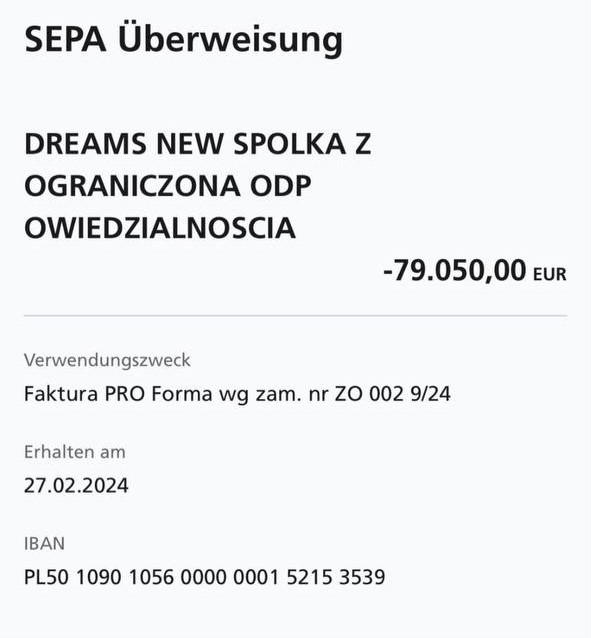 SEPA Überweisung
DREAMS NEW SPOLKA Z
OGRANICZONA ODP
OWIEDZIALNOSCIA
-79.050,00 EUR
Verwendungszweck
Faktura PRO Forma wg zam. nr ZO 002 9/24
Erhalten am
27.02.2024
IBAN
PL50 1090 1056 0000 0001 5215 3539